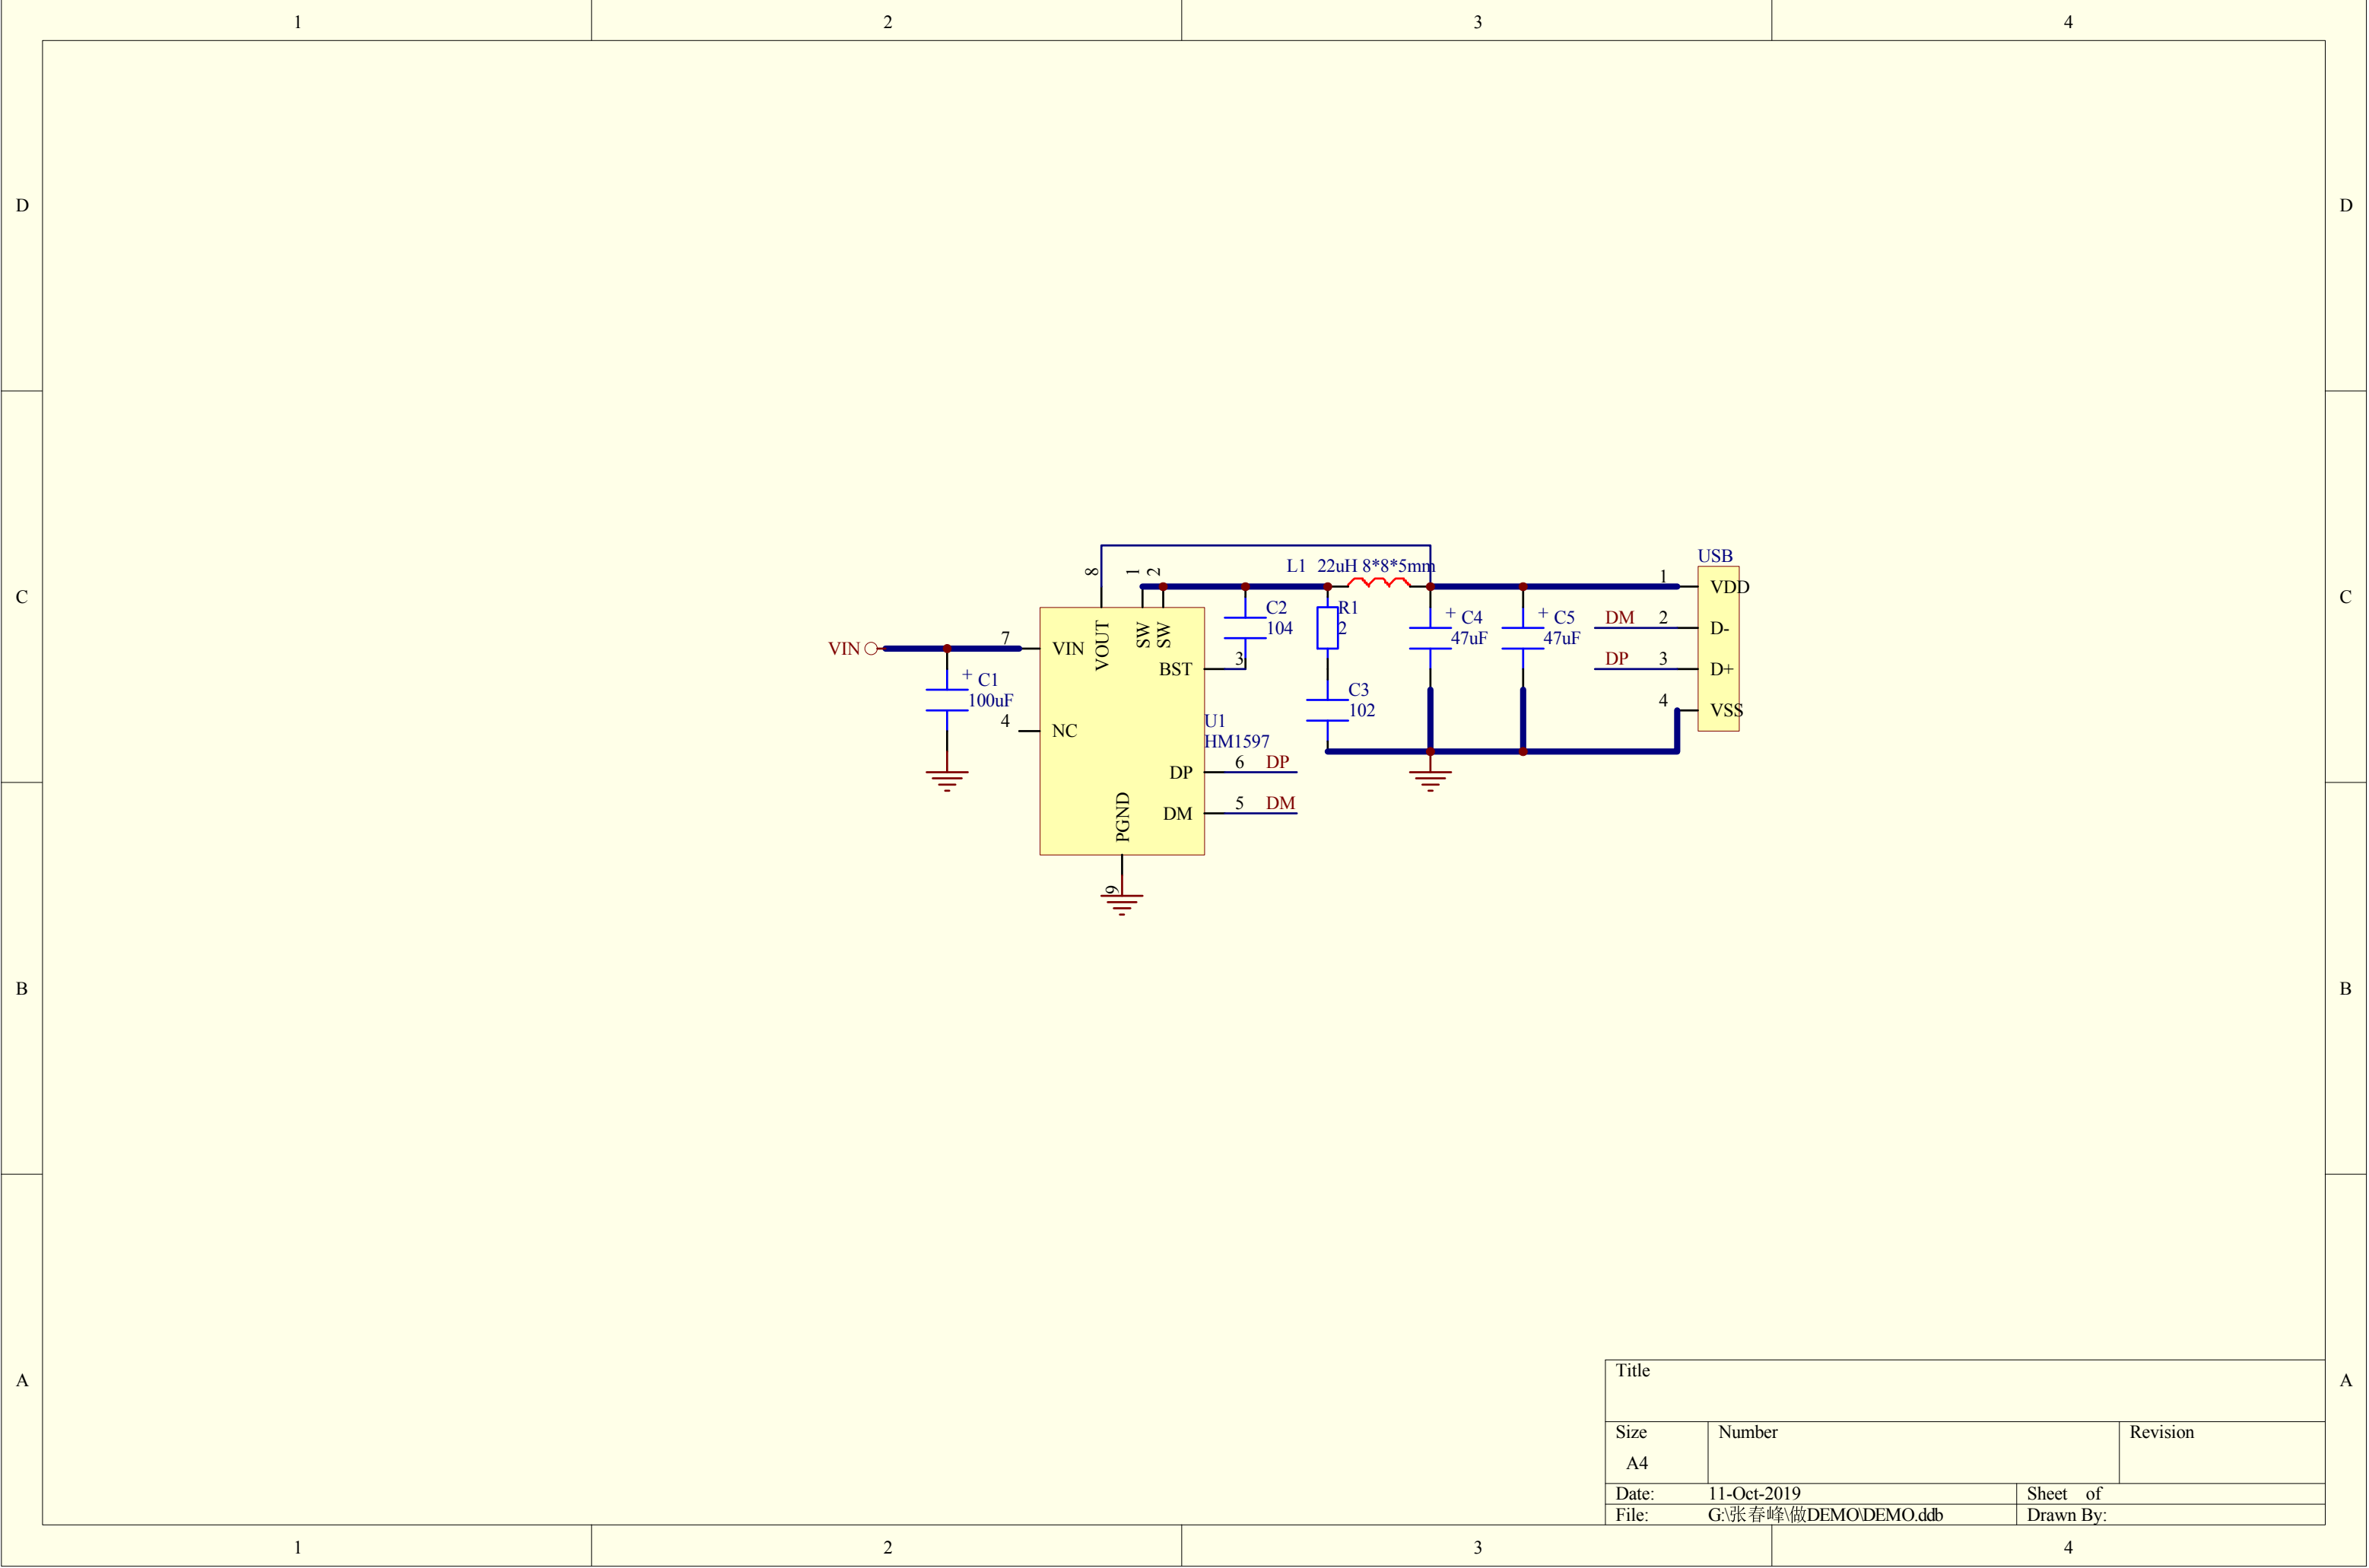 1 2 3 4
D D
USB
L1 22uH 8*8*5mm
8 1 2
1 VDD
C2
104
R1
2
+ C4
47uF
+ C5
47uF
DM 2 D-
C C
VIN 7 VIN
VOUT SW SW
BST 3
DP 3 D+
+ C1
100uF
C3
102
4 VSS
4 NC
U1
HM1597
DP 6 DP
DM 5 DM
PGND
9
B B
A A
Title
Size Number Revision
A4
Date: 11-Oct-2019 Sheet of
File: G:\张春峰\做DEMO\DEMO.ddb Drawn By:
1 2 3 4